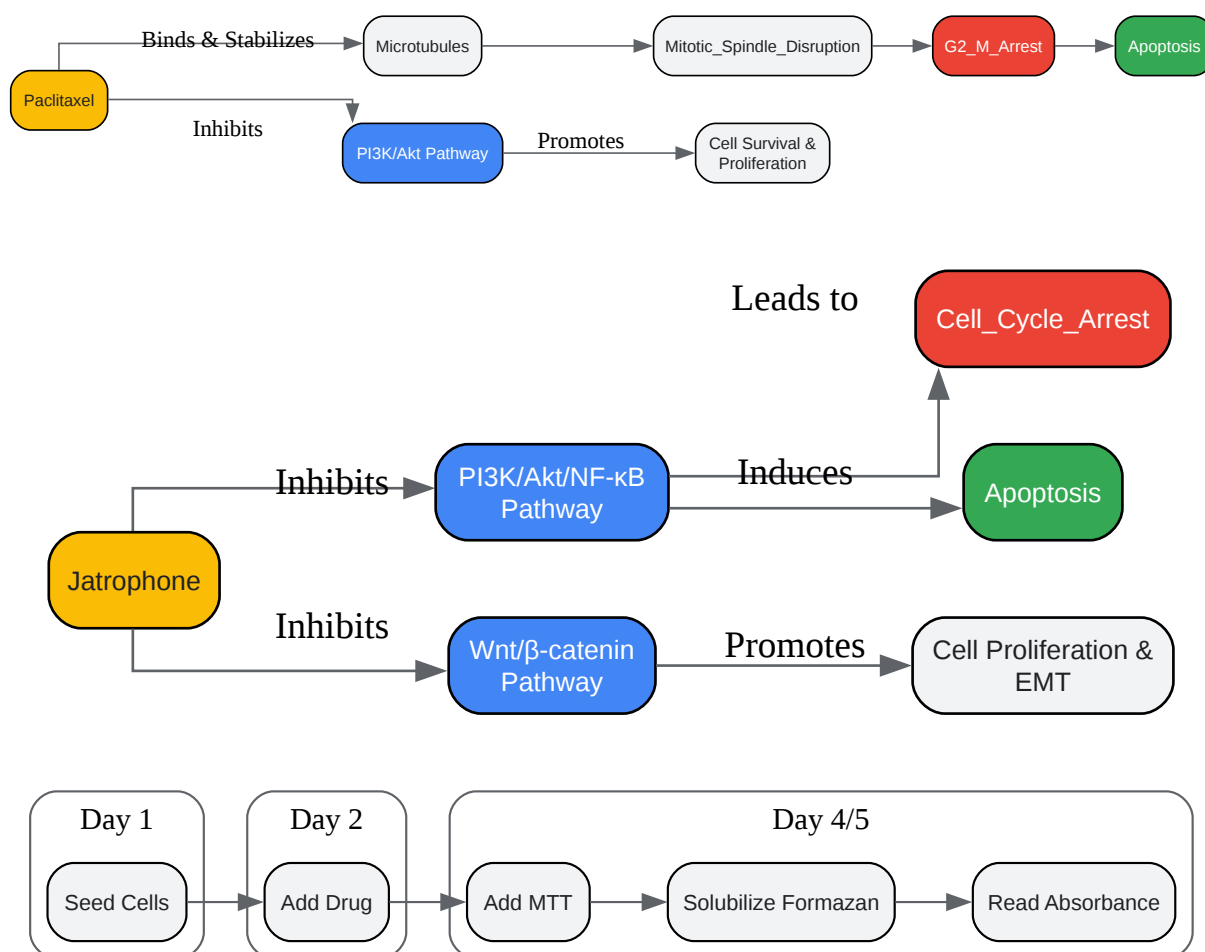 Binds & Stabilizes
Microtubules
Mitotic_Spindle_Disruption
G2_M_Arrest
Apoptosis
Paclitaxel
Inhibits
PI3K/Akt Pathway
Promotes
Cell Survival &
Proliferation
Leads to
Cell_Cycle_Arrest
Inhibits
PI3K/Akt/NF-κB
Pathway
Induces
Apoptosis
Jatrophone
Inhibits
Wnt/β-catenin
Pathway
Promotes
Cell Proliferation &
EMT
Day 1
Day 2
Day 4/5
Seed Cells
Add Drug
Add MTT
Solubilize Formazan
Read Absorbance